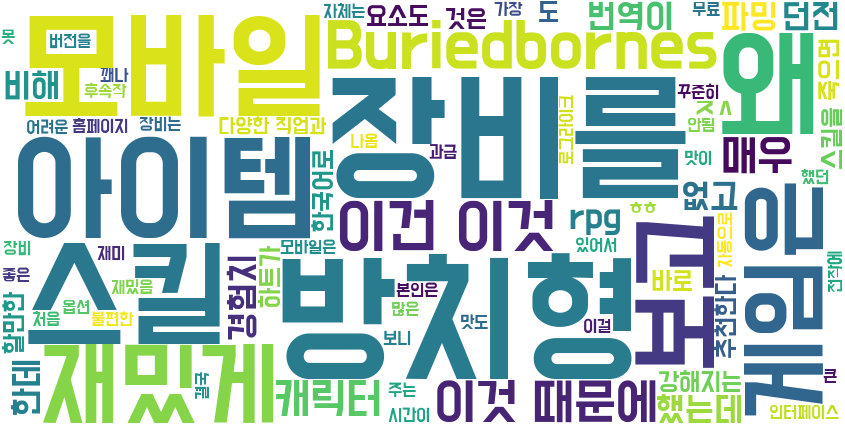 자체는 요소도 것은 가장 도 번역이 무료 파밍 던전
못 버전을 모바일 Buriedbornes 왜
비해 꽤나 후속작 장비를 죽으면
꾸준히 ㅈ ㅅ
어려운 홈페이지 장비는 다양한 직업과 안됨 매우 스킬을
나옴 과금 로그라이크 맛이
아이템 한국어로 이건 이것 rpg ㅎㅎ 없고 했던
장비 스킬 재미 모바일은 방치형 있어서 보고 자동으로 게임은 전작에
좋은 재밌음 경험치 하트가 본인은 바로
할만한 처음 옵션 불편한 많은 맛도 이걸 추천한다
보니
한데 재밌게 눈료 캐릭터 주는 이것 때문에 강해지는 큰
시간이 했는데 인터페이스